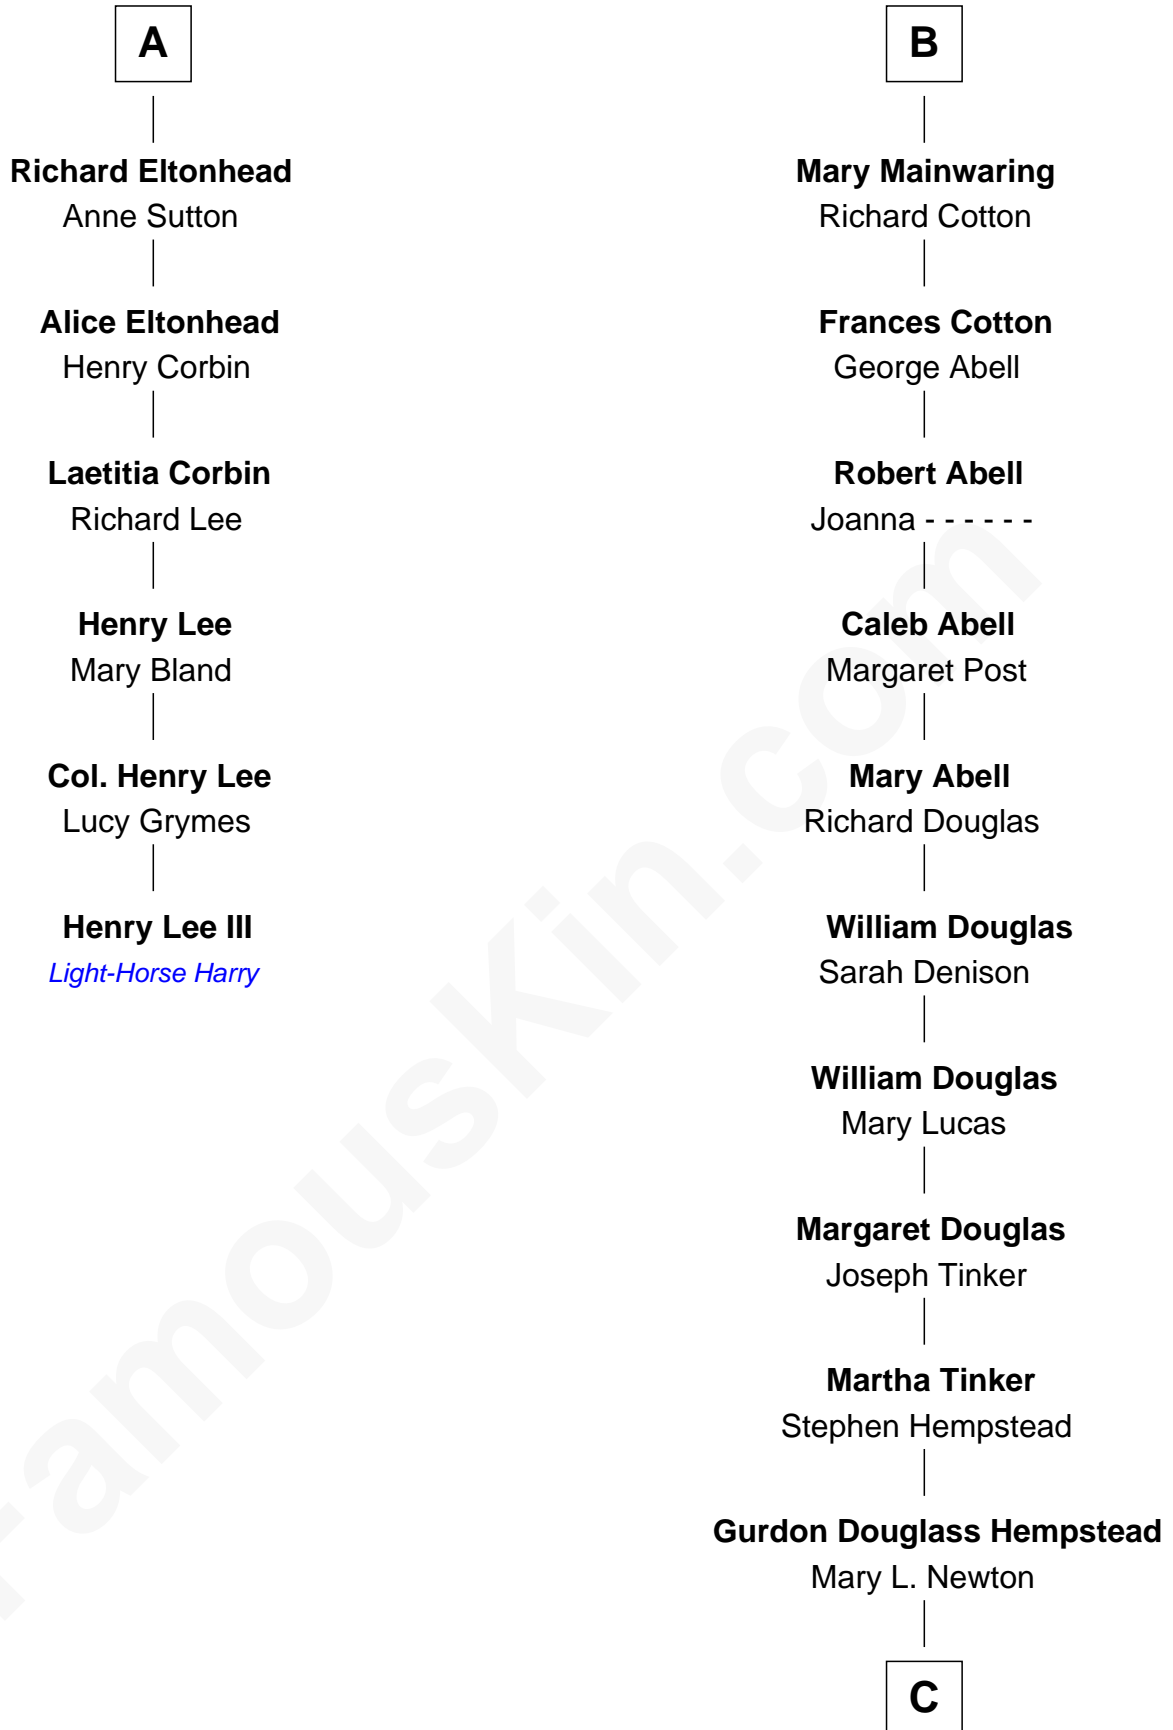 A
Richard Eltonhead
Anne Sutton
Alice Eltonhead
Henry Corbin
Laetitia Corbin
Richard Lee
Henry Lee
Mary Bland
Col. Henry Lee
Lucy Grymes
Henry Lee III
Light-Horse Harry
B
Mary Mainwaring
Richard Cotton
Frances Cotton
George Abell
Robert Abell
Joanna - - - - - -
Caleb Abell
Margaret Post
Mary Abell
Richard Douglas
William Douglas
Sarah Denison
William Douglas
Mary Lucas
Margaret Douglas
Joseph Tinker
Martha Tinker
Stephen Hempstead
Gurdon Douglass Hempstead
Mary L. Newton
C
FamousKin.com